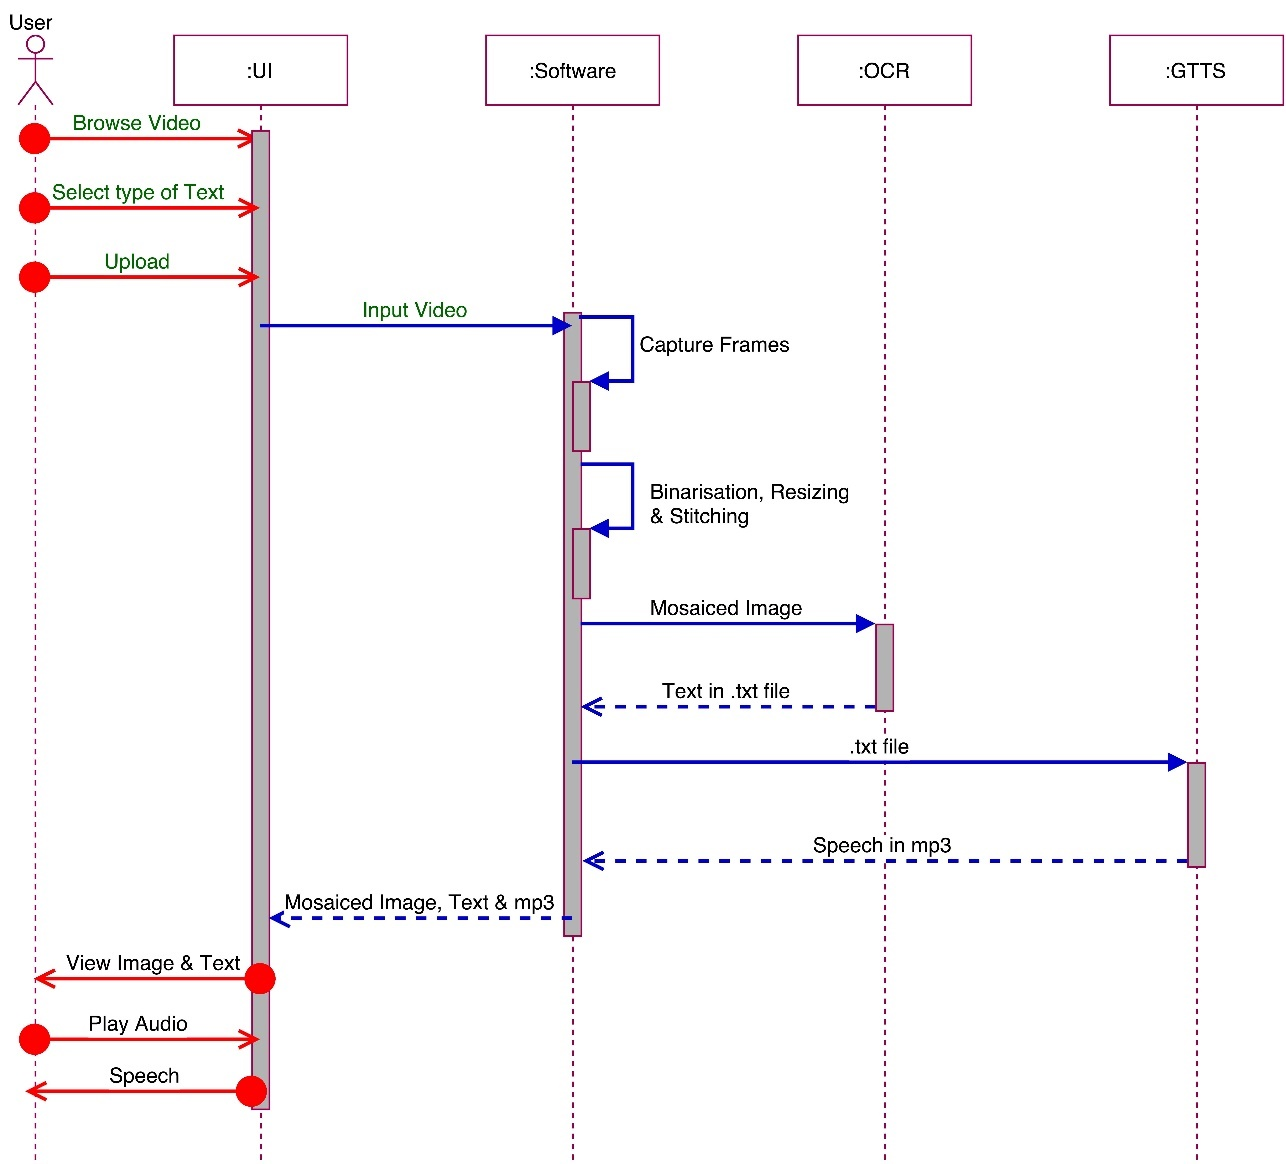 User
:UI
:Software
:OCR
:GTTS
Browse Video
Select type of Text
Upload
Input Video
Capture Frames
Binarisation, Resizing
& Stitching
Mosaiced Image
Text in .txt file
.txt file
Speech in mp3
Mosaiced Image, Text & mp3
View Image & Text
Play Audio
Speech